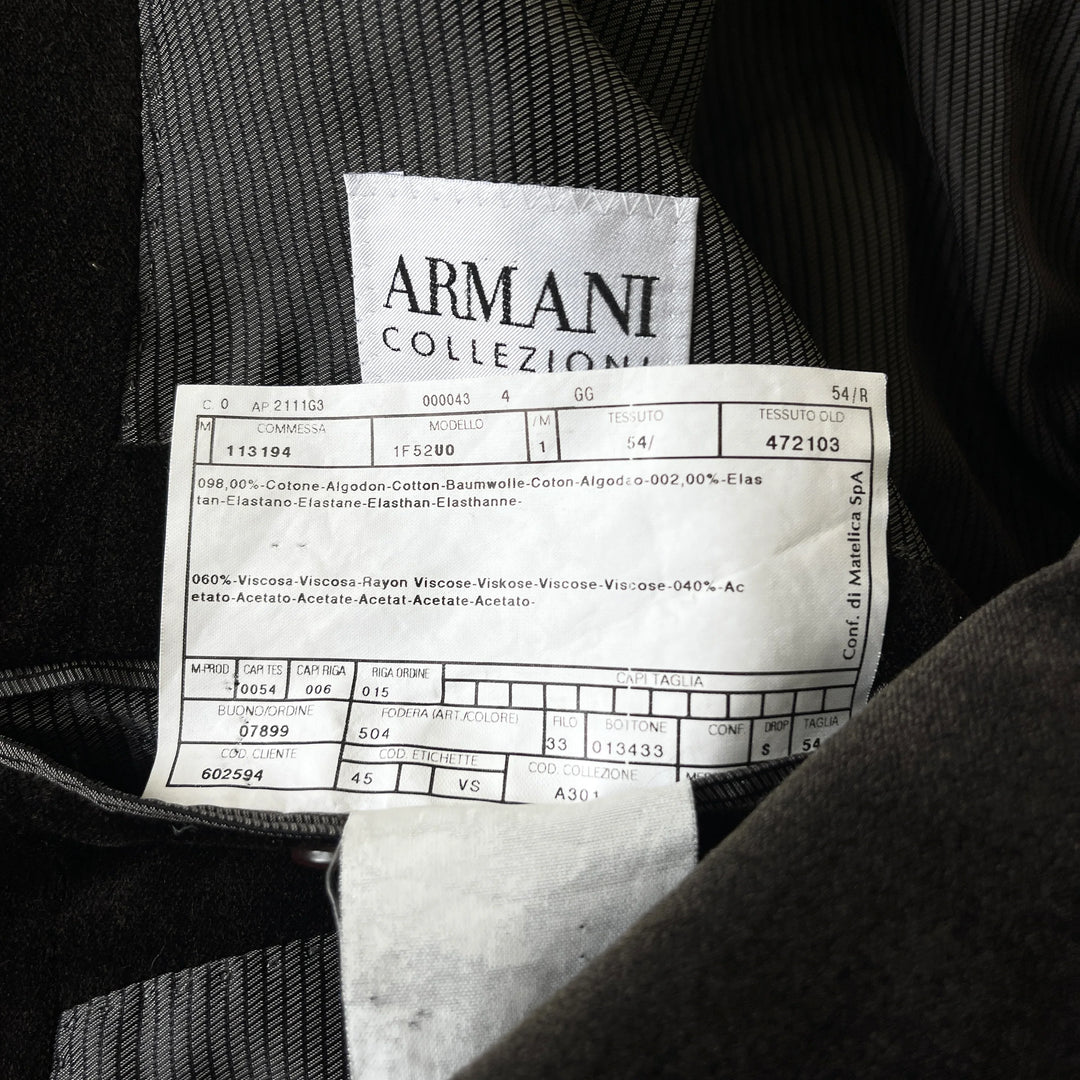 ARMANI
COLLEZIONI
C. 0 AP 2111G3 000043 4 GG 54/R
M COMMESSA MODELLO /M TESSUTO TESSUTO OLD
113194 1F52U0 1 54/ 472103
098,00%-Cotone-Algodon-Cotton-Baumwolle-Coton-Algodao-002,00%-Elas
tan-Elastano-Elastane-Elasthan-Elasthanne-
060%-Viscosa-Viscosa-Rayon Viscose-Viskose-Viscose-Viscose-040%-Ac
etato-Acetato-Acetate-Acetat-Acetate-Acetato-
Conf. di Matelica SpA
M-PROD CAPI TES CAPI RIGA RIGA ORDINE CAPI TAGLIA
0054 006 015
BUONO/ORDINE FODERA (ART./COLORE) FILO BOTTONE CONF. DROP TAGLIA
07899 504 33 013433 S 54
COD. CLIENTE COD. ETICHETTE COD. COLLEZIONE
602594 45 VS A301